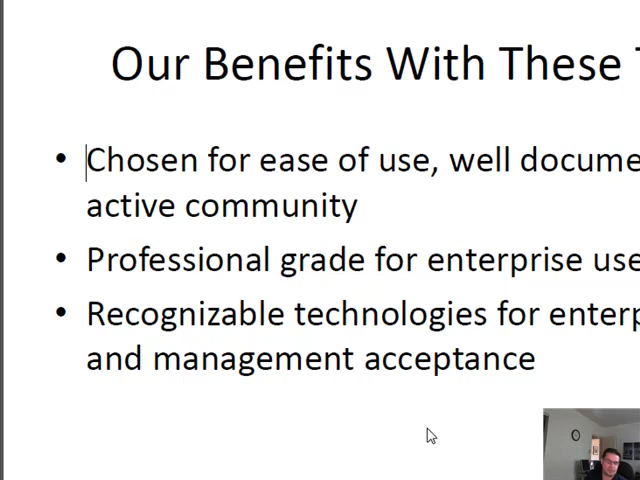 Our Benefits With These
• Chosen for ease of use, well docume
active community
• Professional grade for enterprise use
• Recognizable technologies for enterp
and management acceptance